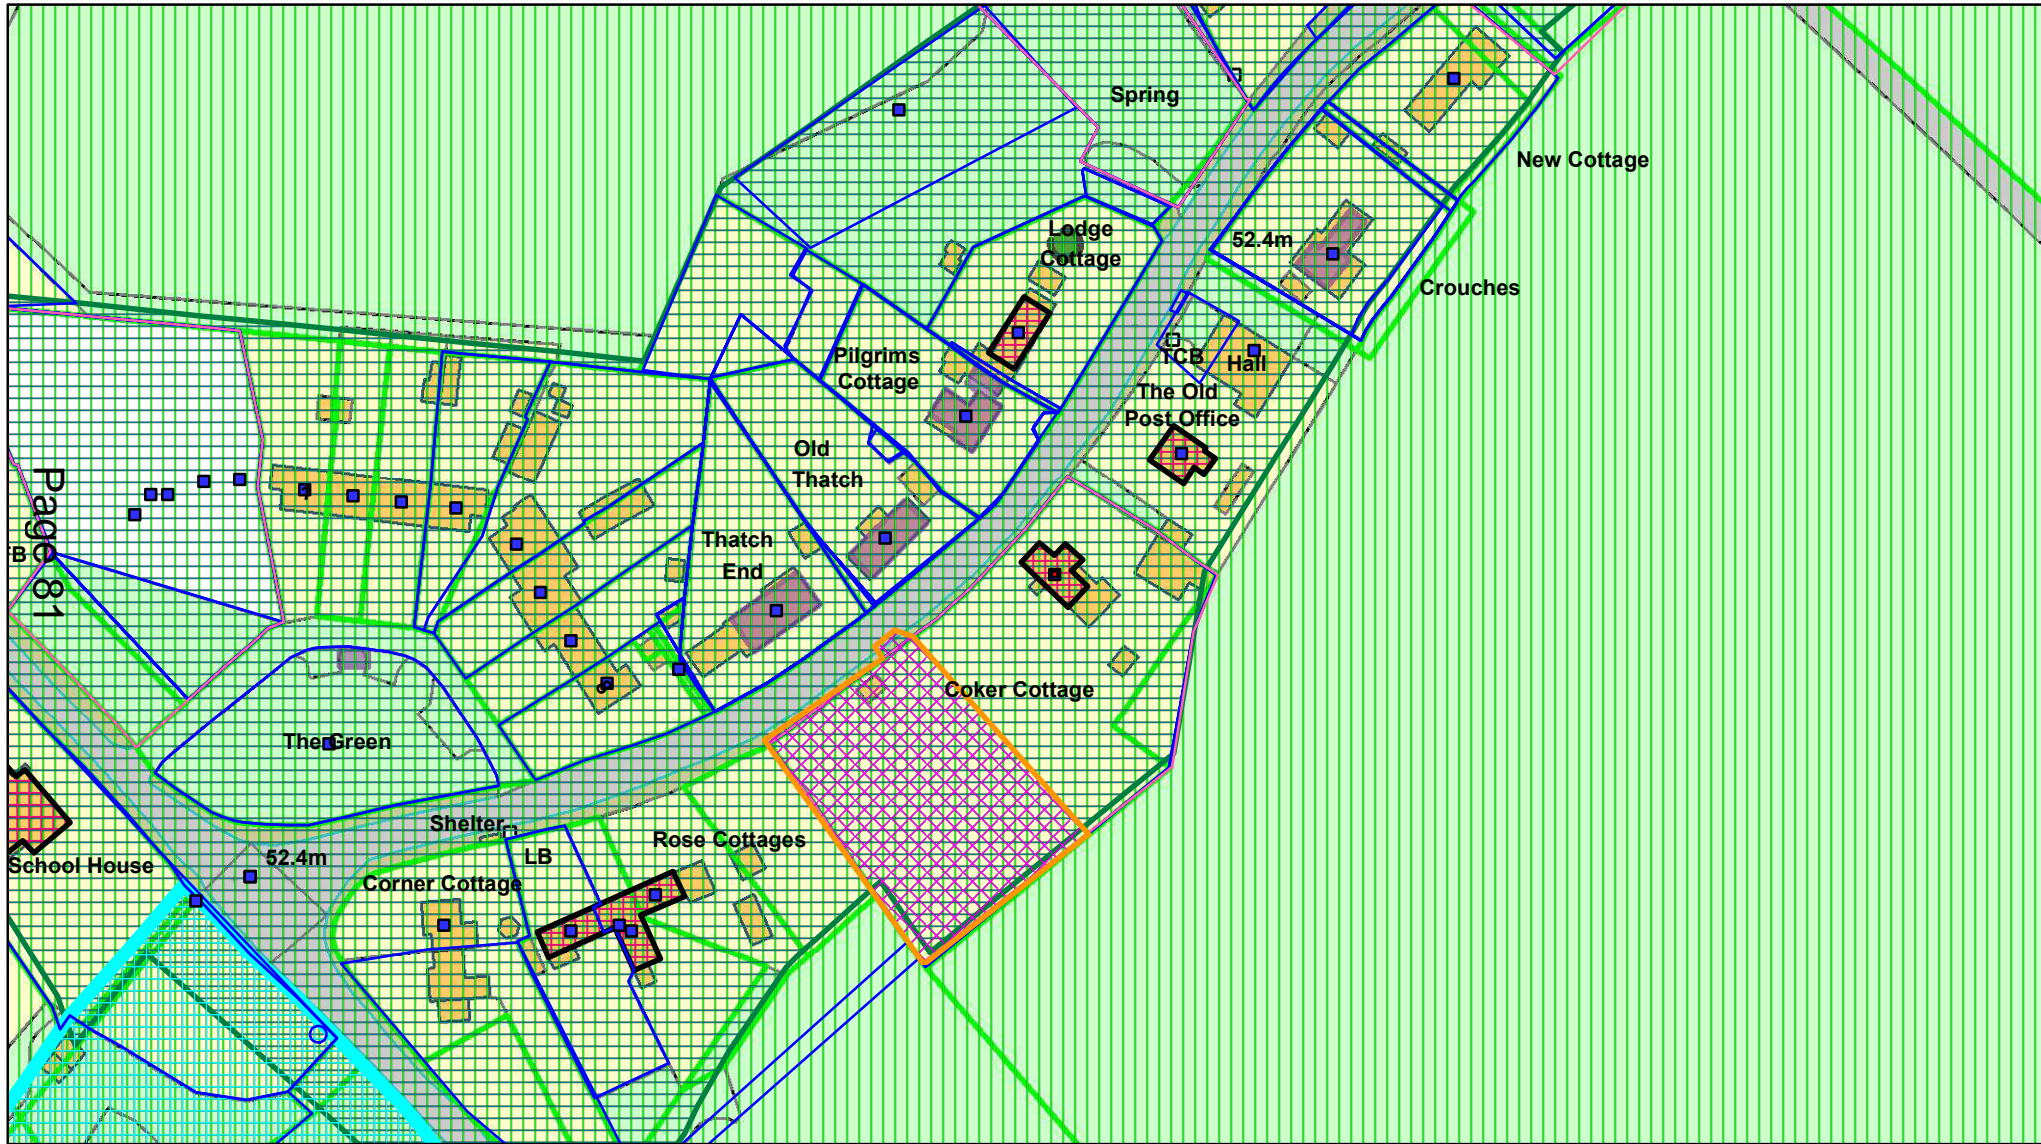 Spring
New Cottage
Lodge
Cottage
52.4m
Crouches
Pilgrims
Cottage
TCB
Hall
The Old
Post Office
Old
Thatch
Page 81
Thatch
End
Coker Cottage
The Green
Shelter
Rose Cottages
LB
52.4m
School House
Corner Cottage